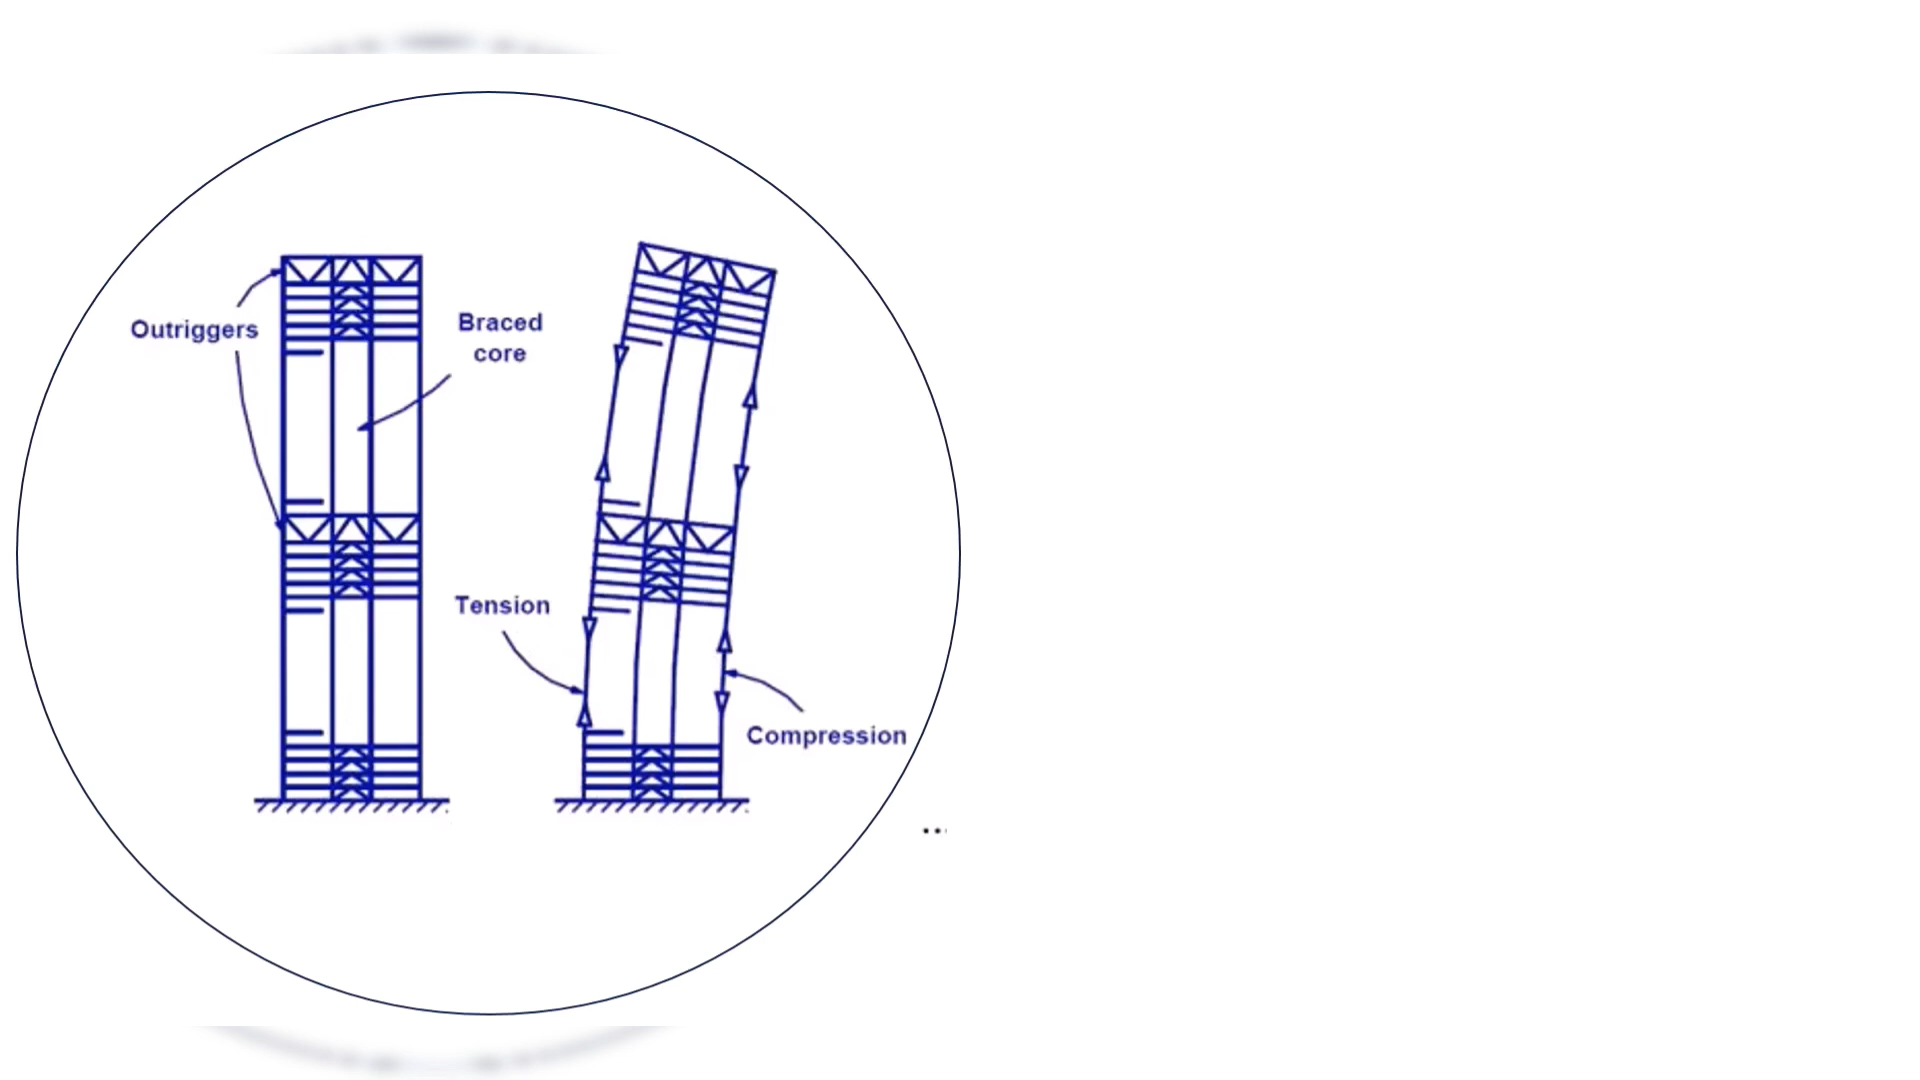 Outriggers
Braced
core
Tension
Compression
...